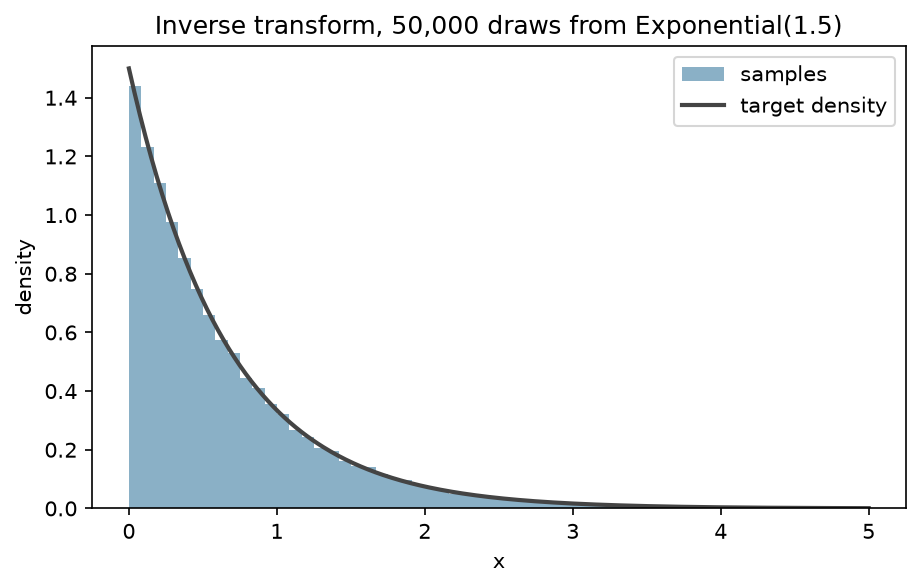 Inverse transform, 50,000 draws from Exponential(1.5)
samples
target density
density
1.4
1.2
1.0
0.8
0.6
0.4
0.2
0.0
0 1 2 3 4 5
x